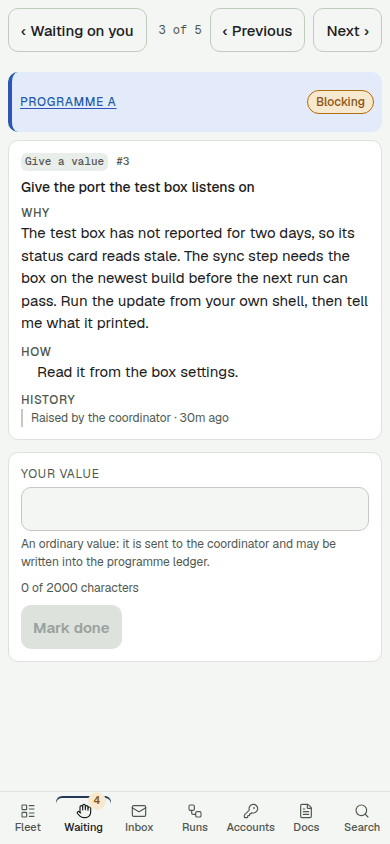 ‹ Waiting on you
3 of 5
‹ Previous
Next ›
PROGRAMME A
Blocking
Give a value #3
Give the port the test box listens on
WHY
The test box has not reported for two days, so its
status card reads stale. The sync step needs the
box on the newest build before the next run can
pass. Run the update from your own shell, then tell
me what it printed.
HOW
Read it from the box settings.
HISTORY
Raised by the coordinator · 30m ago
YOUR VALUE
An ordinary value: it is sent to the coordinator and may be
written into the programme ledger.
0 of 2000 characters
Mark done
4
Fleet
Waiting
Inbox
Runs
Accounts
Docs
Search